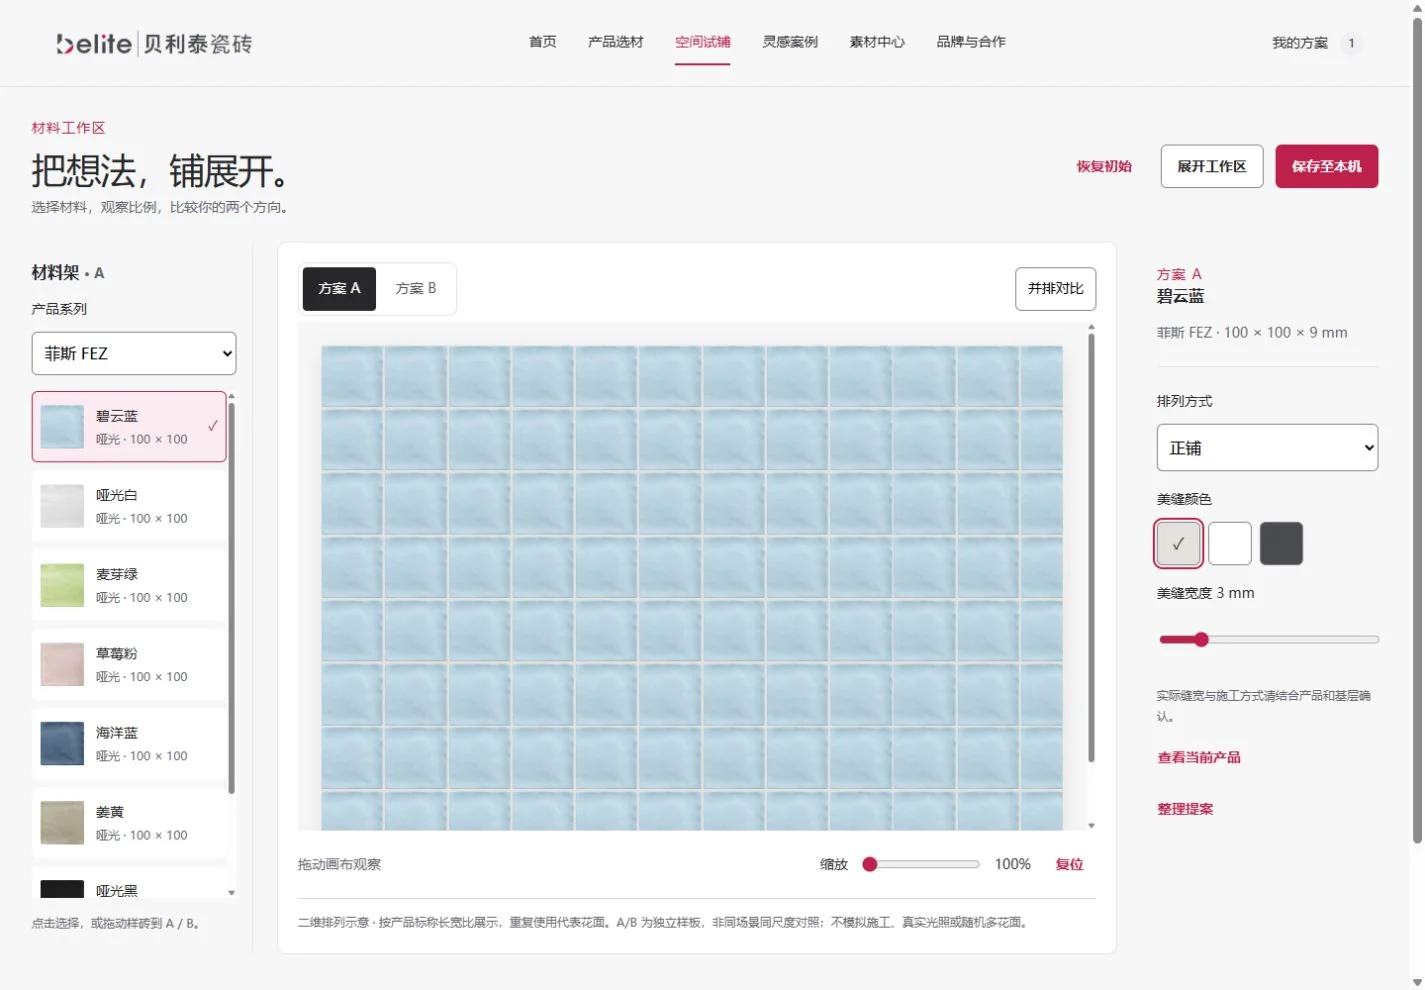 belite 贝利泰瓷砖
首页 产品选材 空间试铺 灵感案例 素材中心 品牌与合作
我的方案 1
材料工作区
把想法，铺展开。
选择材料，观察比例，比较你的两个方向。
恢复初始 展开工作区 保存至本机
材料架 · A
产品系列
菲斯 FEZ
碧云蓝
哑光 · 100 × 100
✓
哑光白
哑光 · 100 × 100
麦芽绿
哑光 · 100 × 100
草莓粉
哑光 · 100 × 100
海洋蓝
哑光 · 100 × 100
姜黄
哑光 · 100 × 100
哑光黑
点击选择，或拖动样砖到 A / B。
方案 A 方案 B
并排对比
拖动画布观察
缩放 100% 复位
二维排列示意 · 按产品标称长宽比展示，重复使用代表花面。A/B 为独立样板，非同场景同尺度对照；不模拟施工、真实光照或随机多花面。
方案 A
碧云蓝
菲斯 FEZ · 100 × 100 × 9 mm
排列方式
正铺
美缝颜色
✓
美缝宽度 3 mm
实际缝宽与施工方式请结合产品和基层确
认。
查看当前产品
整理提案